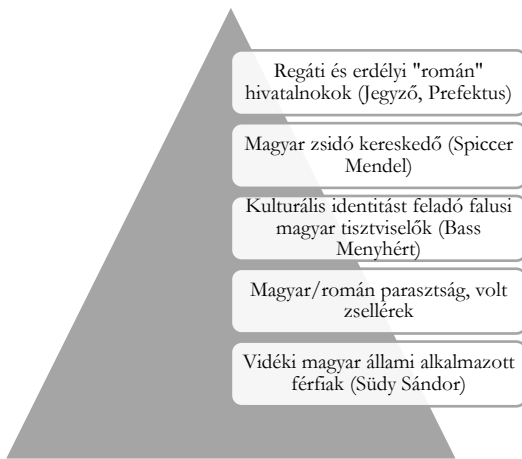 Regáti és erdélyi "román"
hivatalnokok (Jegyző, Prefektus)
Magyar zsidó kereskedő (Spiccer
Mendel)
Kulturális identitást feladó falusi
magyar tisztviselők (Bass
Menyhért)
Magyar/román parasztság, volt
zsellérek
Vidéki magyar állami alkalmazott
férfiak (Südy Sándor)